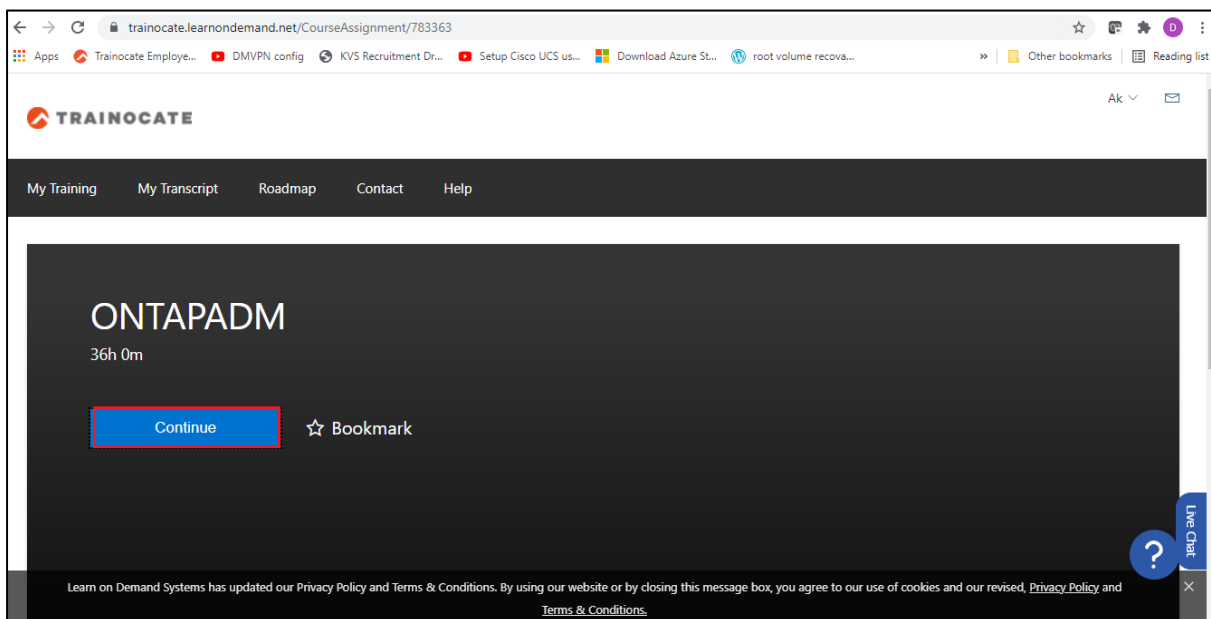 trainocate.learnondemand.net/CourseAssignment/783363
D
Apps Trainocate Employe... DMVPN config KVS Recruitment Dr... Setup Cisco UCS us... Download Azure St... root volume recova... » Other bookmarks Reading list
Ak
TRAINOCATE
My Training My Transcript Roadmap Contact Help
ONTAPADM
36h 0m
Continue ☆ Bookmark
Live Chat
?
Learn on Demand Systems has updated our Privacy Policy and Terms & Conditions. By using our website or by closing this message box, you agree to our use of cookies and our revised, Privacy Policy and
Terms & Conditions.